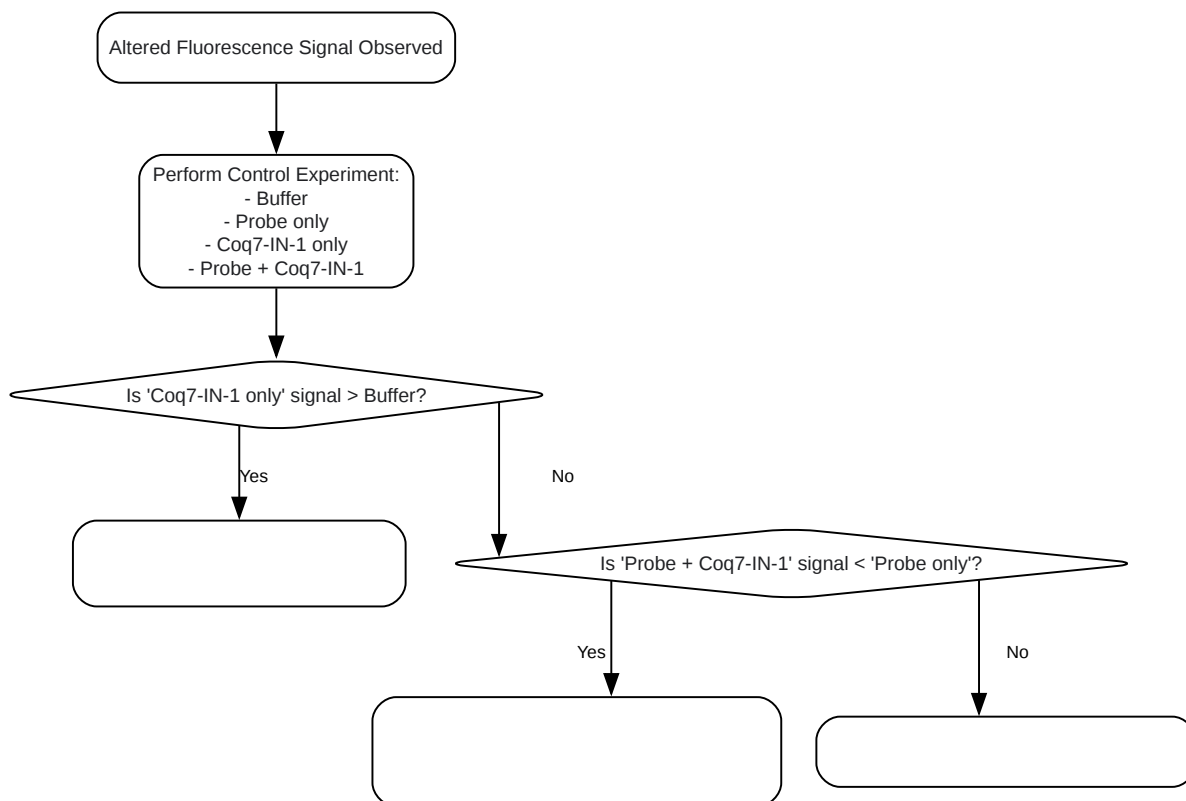 Altered Fluorescence Signal Observed
Perform Control Experiment:
- Buffer
- Probe only
- Coq7-IN-1 only
- Probe + Coq7-IN-1
Is 'Coq7-IN-1 only' signal > Buffer?
Yes
No
Is 'Probe + Coq7-IN-1' signal < 'Probe only'?
Yes
No